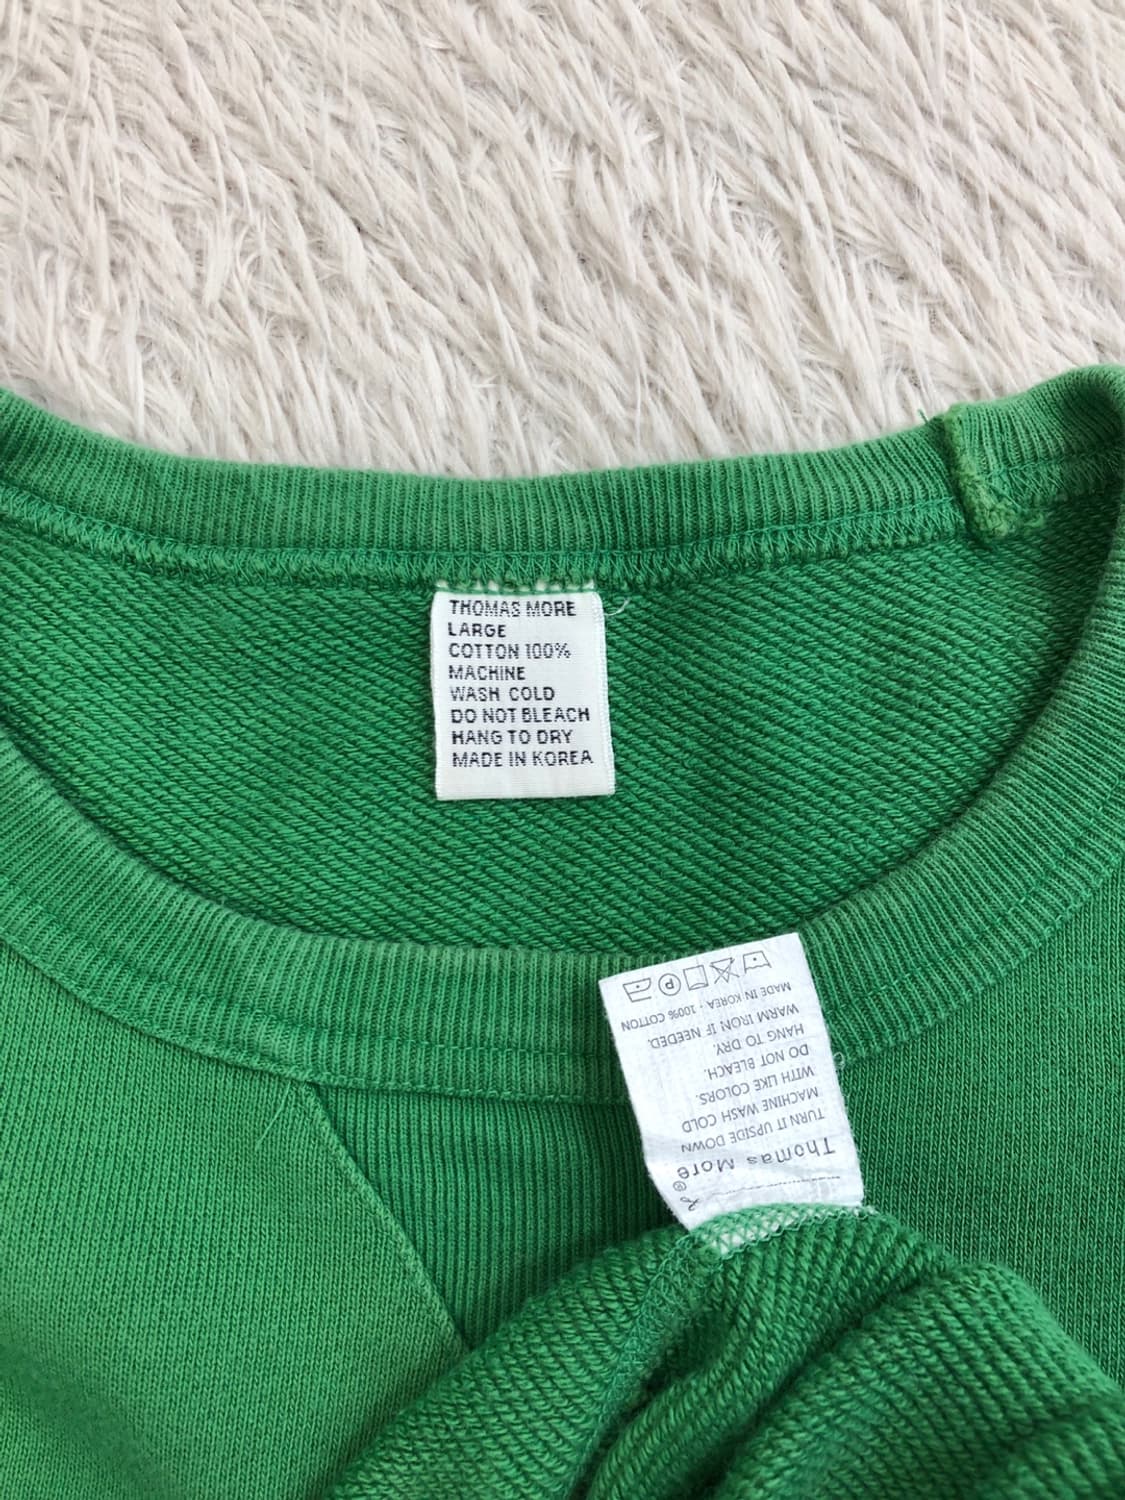 THOMAS MORE
LARGE
COTTON 100%
MACHINE
WASH COLD
DO NOT BLEACH
HANG TO DRY
MADE IN KOREA
Thomas More®
TURN IT UPSIDE DOWN
MACHINE WASH COLD
WITH LIKE COLORS.
DO NOT BLEACH.
HANG TO DRY.
WARM IRON IF NEEDED.
MADE IN KOREA · 100% COTTON
P